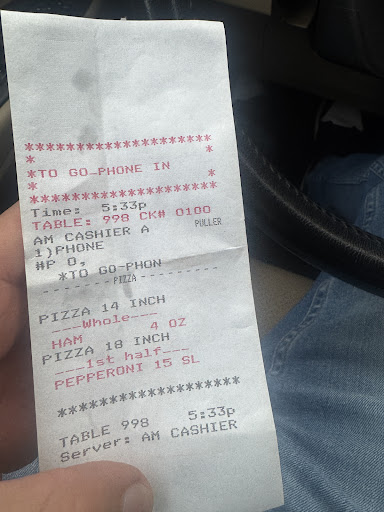 ********************
*                  *
*TO GO-PHONE IN
*                  *
********************
Time:  5:33p
TABLE: 998 CK# 0100
AM CASHIER A PULLER
1)PHONE
#P 0,
*TO GO-PHON
-------- PIZZA --------
PIZZA 14 INCH
---Whole---
HAM 4 OZ
PIZZA 18 INCH
---1st half---
PEPPERONI 15 SL
********************
TABLE 998 5:33p
Server: AM CASHIER